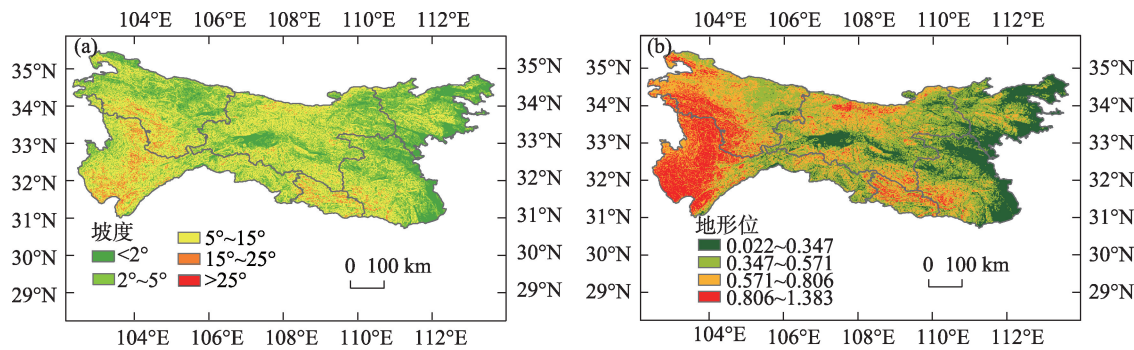 104°E 106°E 108°E 110°E 112°E
(a)
35°N 35°N
34°N 34°N
33°N 33°N
32°N 32°N
31°N 31°N
30°N 30°N
29°N 29°N
坡度
<2° 5°~15°
2°~5° 15°~25°
>25°
0 100 km
104°E 106°E 108°E 110°E 112°E
104°E 106°E 108°E 110°E 112°E
(b)
35°N 35°N
34°N 34°N
33°N 33°N
32°N 32°N
31°N 31°N
30°N 30°N
29°N 29°N
地形位
0.022~0.347
0.347~0.571
0.571~0.806
0.806~1.383
0 100 km
104°E 106°E 108°E 110°E 112°E